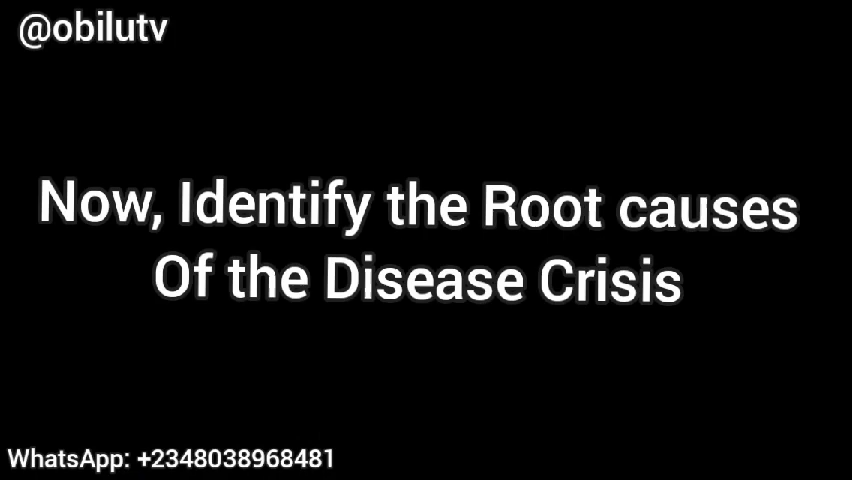 @obilutv
Now, Identify the Root causes
Of the Disease Crisis
WhatsApp: +2348038968481